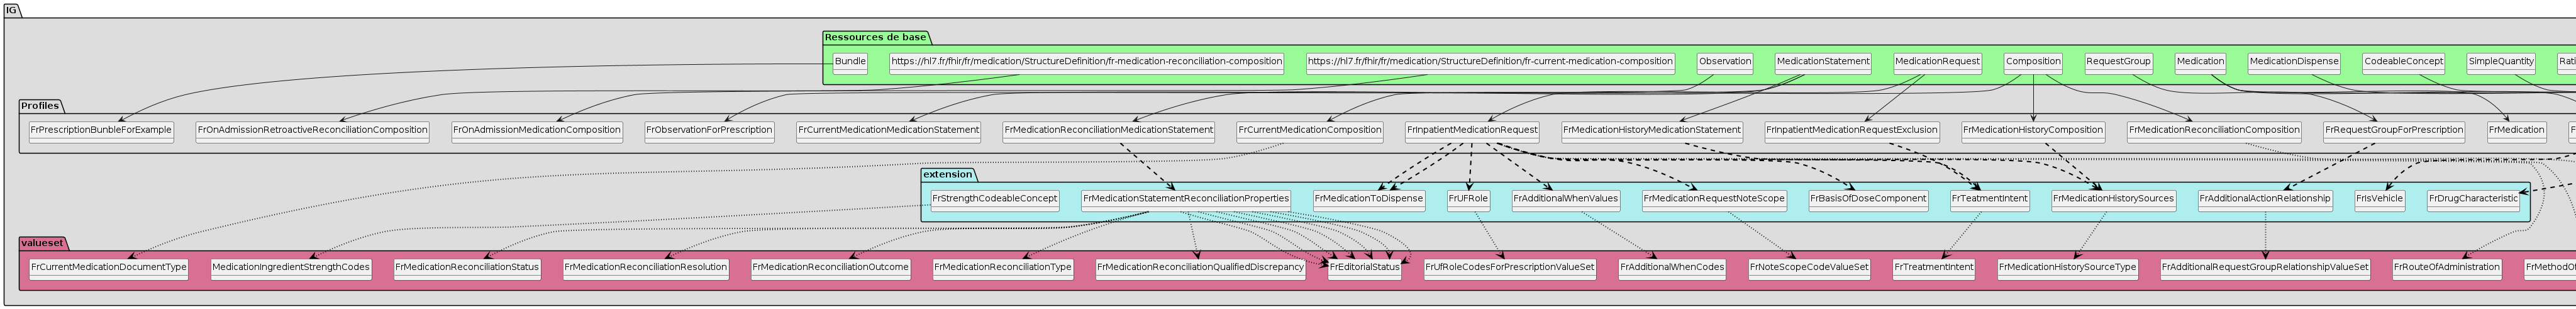 IG
Ressources de base
Bundle
https://hl7.fr/fhir/fr/medication/StructureDefinition/fr-medication-reconciliation-composition
https://hl7.fr/fhir/fr/medication/StructureDefinition/fr-current-medication-composition
Observation
MedicationStatement
MedicationRequest
Composition
RequestGroup
Medication
MedicationDispense
CodeableConcept
SimpleQuantity
Rati
Profiles
FrPrescriptionBunbleForExample
FrOnAdmissionRetroactiveReconciliationComposition
FrOnAdmissionMedicationComposition
FrObservationForPrescription
FrCurrentMedicationMedicationStatement
FrMedicationReconciliationMedicationStatement
FrCurrentMedicationComposition
FrInpatientMedicationRequest
FrMedicationHistoryMedicationStatement
FrInpatientMedicationRequestExclusion
FrMedicationHistoryComposition
FrMedicationReconciliationComposition
FrRequestGroupForPrescription
FrMedication
F
extension
FrStrengthCodeableConcept
FrMedicationStatementReconciliationProperties
FrMedicationToDispense
FrUFRole
FrAdditionalWhenValues
FrMedicationRequestNoteScope
FrBasisOfDoseComponent
FrTeatmentIntent
FrMedicationHistorySources
FrAdditionalActionRelationship
FrIsVehicle
FrDrugCharacteristic
valueset
FrCurrentMedicationDocumentType
MedicationIngredientStrengthCodes
FrMedicationReconciliationStatus
FrMedicationReconciliationResolution
FrMedicationReconciliationOutcome
FrMedicationReconciliationType
FrMedicationReconciliationQualifiedDiscrepancy
FrEditorialStatus
FrUfRoleCodesForPrescriptionValueSet
FrAdditionalWhenCodes
FrNoteScopeCodeValueSet
FrTreatmentIntent
FrMedicationHistorySourceType
FrAdditionalRequestGroupRelationshipValueSet
FrRouteOfAdministration
FrMethodOf